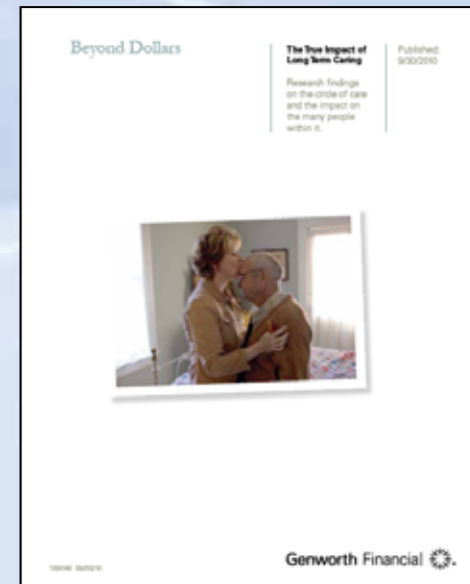 Beyond Dollars
The True Impact of
Long Term Caring
Research findings
on the circle of care
and the impact on
the many people
within it.
Published:
9/30/2010
Genworth Financial